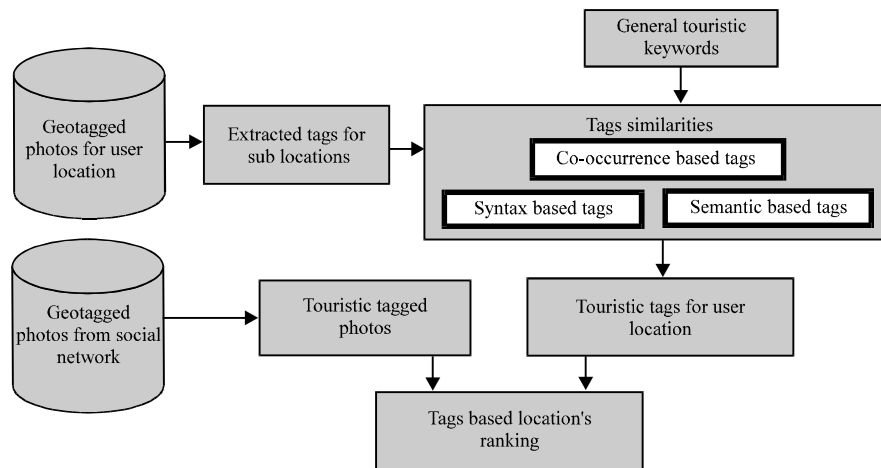 General touristic
keywords
Geotagged
photos for user
location
Extracted tags for
sub locations
Tags similarities
Co-occurrence based tags
Syntax based tags
Semantic based tags
Geotagged
photos from social
network
Touristic tagged
photos
Touristic tags for user
location
Tags based location's
ranking